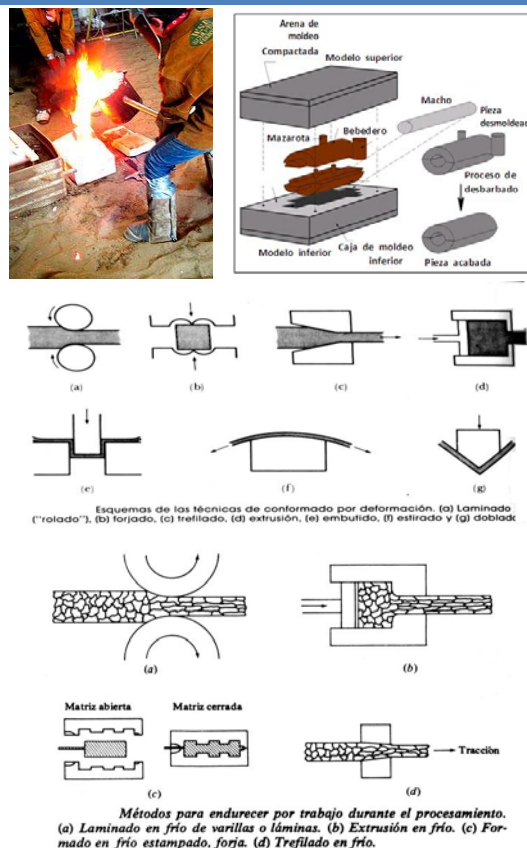 Arena de
moldeo
Compactada
Modelo superior
Macho
Pieza
desmoldeada
Mazarota
Bebedero
Proceso de
desbarbado
Modelo inferior
Caja de moldeo
inferior
Pieza acabada
(a)
(b)
(c)
(d)
(e)
(f)
(g)
Esquemas de las técnicas de conformado por deformación. (a) Laminado
("rolado"), (b) forjado, (c) trefilado, (d) extrusión, (e) embutido, (f) estirado y (g) doblado
(a)
(b)
Matriz abierta
Matriz cerrada
Tracción
(c)
(d)
Métodos para endurecer por trabajo durante el procesamiento.
(a) Laminado en frío de varillas o láminas. (b) Extrusión en frío. (c) For-
mado en frío estampado, forja. (d) Trefilado en frío.